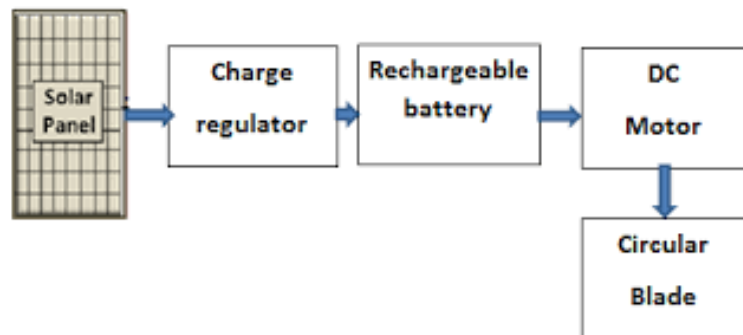 Solar
Panel
Charge
regulator
Rechargeable
battery
DC
Motor
Circular
Blade